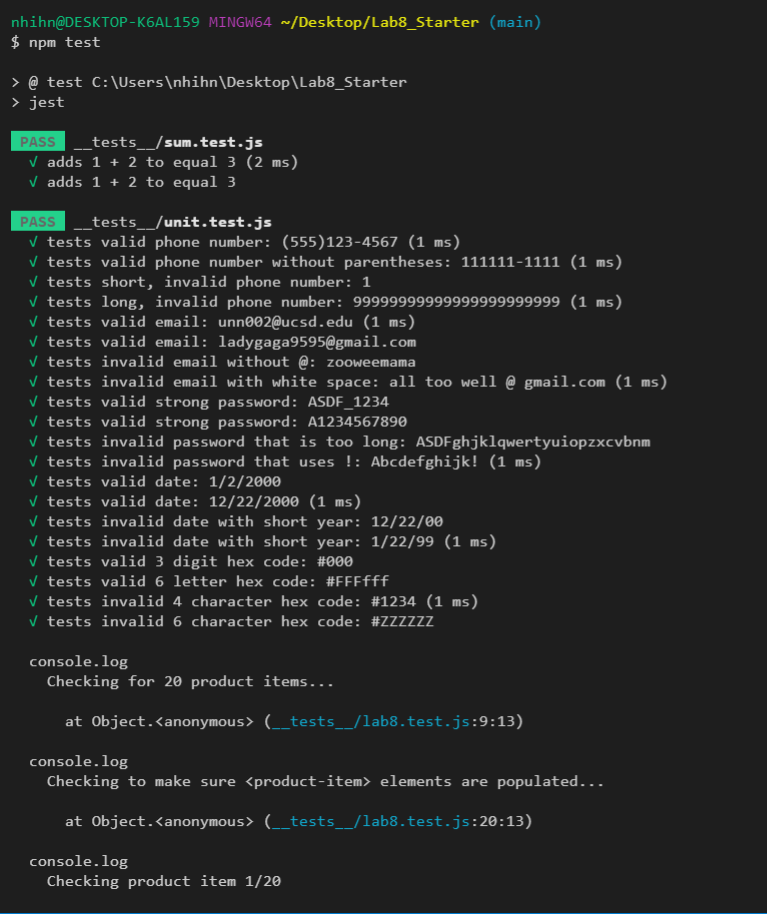 nhihn@DESKTOP-K6AL159 MINGW64 ~/Desktop/Lab8_Starter (main)
$ npm test
> @ test C:\Users\nhihn\Desktop\Lab8_Starter
> jest
PASS __tests__/sum.test.js
√ adds 1 + 2 to equal 3 (2 ms)
√ adds 1 + 2 to equal 3
PASS __tests__/unit.test.js
√ tests valid phone number: (555)123-4567 (1 ms)
√ tests valid phone number without parentheses: 111111-1111 (1 ms)
√ tests short, invalid phone number: 1
√ tests long, invalid phone number: 99999999999999999999999 (1 ms)
√ tests valid email: unn002@ucsd.edu (1 ms)
√ tests valid email: ladygaga9595@gmail.com
√ tests invalid email without @: zooweemama
√ tests invalid email with white space: all too well @ gmail.com (1 ms)
√ tests valid strong password: ASDF_1234
√ tests valid strong password: A1234567890
√ tests invalid password that is too long: ASDFghjklqwertyuiopzxcvbnm
√ tests invalid password that uses !: Abcdefghijk! (1 ms)
√ tests valid date: 1/2/2000
√ tests valid date: 12/22/2000 (1 ms)
√ tests invalid date with short year: 12/22/00
√ tests invalid date with short year: 1/22/99 (1 ms)
√ tests valid 3 digit hex code: #000
√ tests valid 6 letter hex code: #FFFfff
√ tests invalid 4 character hex code: #1234 (1 ms)
√ tests invalid 6 character hex code: #ZZZZZZ
console.log
Checking for 20 product items...
at Object.<anonymous> (__tests__/lab8.test.js:9:13)
console.log
Checking to make sure <product-item> elements are populated...
at Object.<anonymous> (__tests__/lab8.test.js:20:13)
console.log
Checking product item 1/20